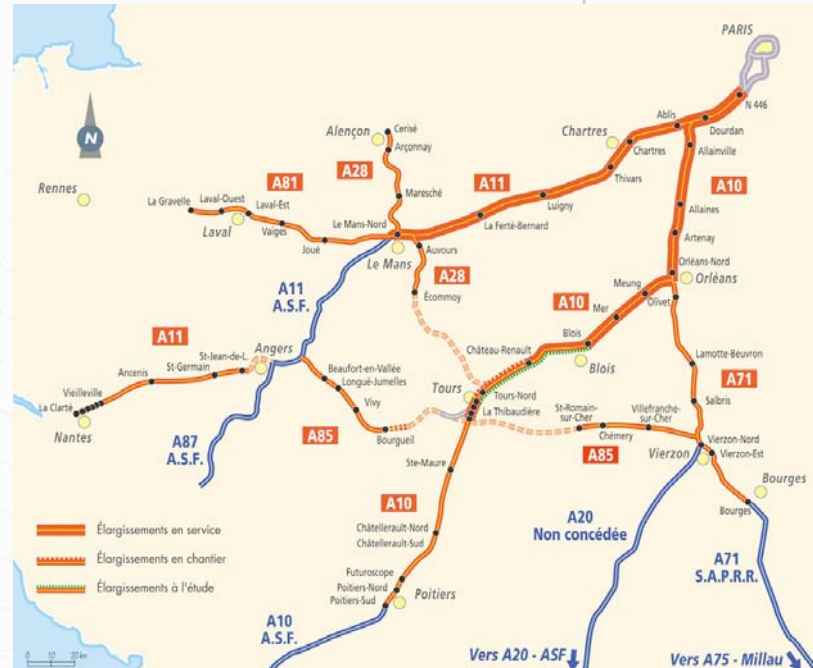 PARIS
N 446
Ablis
Dourdan
Alençon
Cerisé
Arçonnay
Chartres
Chartres
Allainville
N
A28
Maresché
Thivars
A10
Rennes
A81
A11
La Gravelle
Laval-Ouest
Laval-Est
Luigny
Allaines
Laval
Vaiges
Le Mans-Nord
La Ferté-Bernard
Artenay
Joué
Le Mans
Auvours
Orléans-Nord
Orléans
A28
A11
A.S.F.
Écommoy
A10
Meung
Olivet
Mer
A11
Blois
Château-Renault
Blois
St-Jean-de-L.
Angers
St-Germain
Ancenis
Beaufort-en-Vallée
Longué-Jumelles
Lamotte-Beuvron
A71
Vieilleville
La Clarté
Nantes
Vivy
Tours
Tours-Nord
La Thibaudière
St-Romain-
sur-Cher
Villefranche-
sur-Cher
Salbris
A87
A.S.F.
A85
Bourgueil
Chémery
A85
Vierzon-Nord
Vierzon-Est
Vierzon
Ste-Maure
Bourges
A10
Bourges
A20
Non concédée
Élargissements en service
Châtellerault-Nord
Châtellerault-Sud
Élargissements en chantier
A71
S.A.P.R.R.
Élargissements à l'étude
Futuroscope
Poitiers-Nord
Poitiers-Sud
Poitiers
A10
A.S.F.
0 10 20 km
Vers A20 - ASF
Vers A75 - Millau